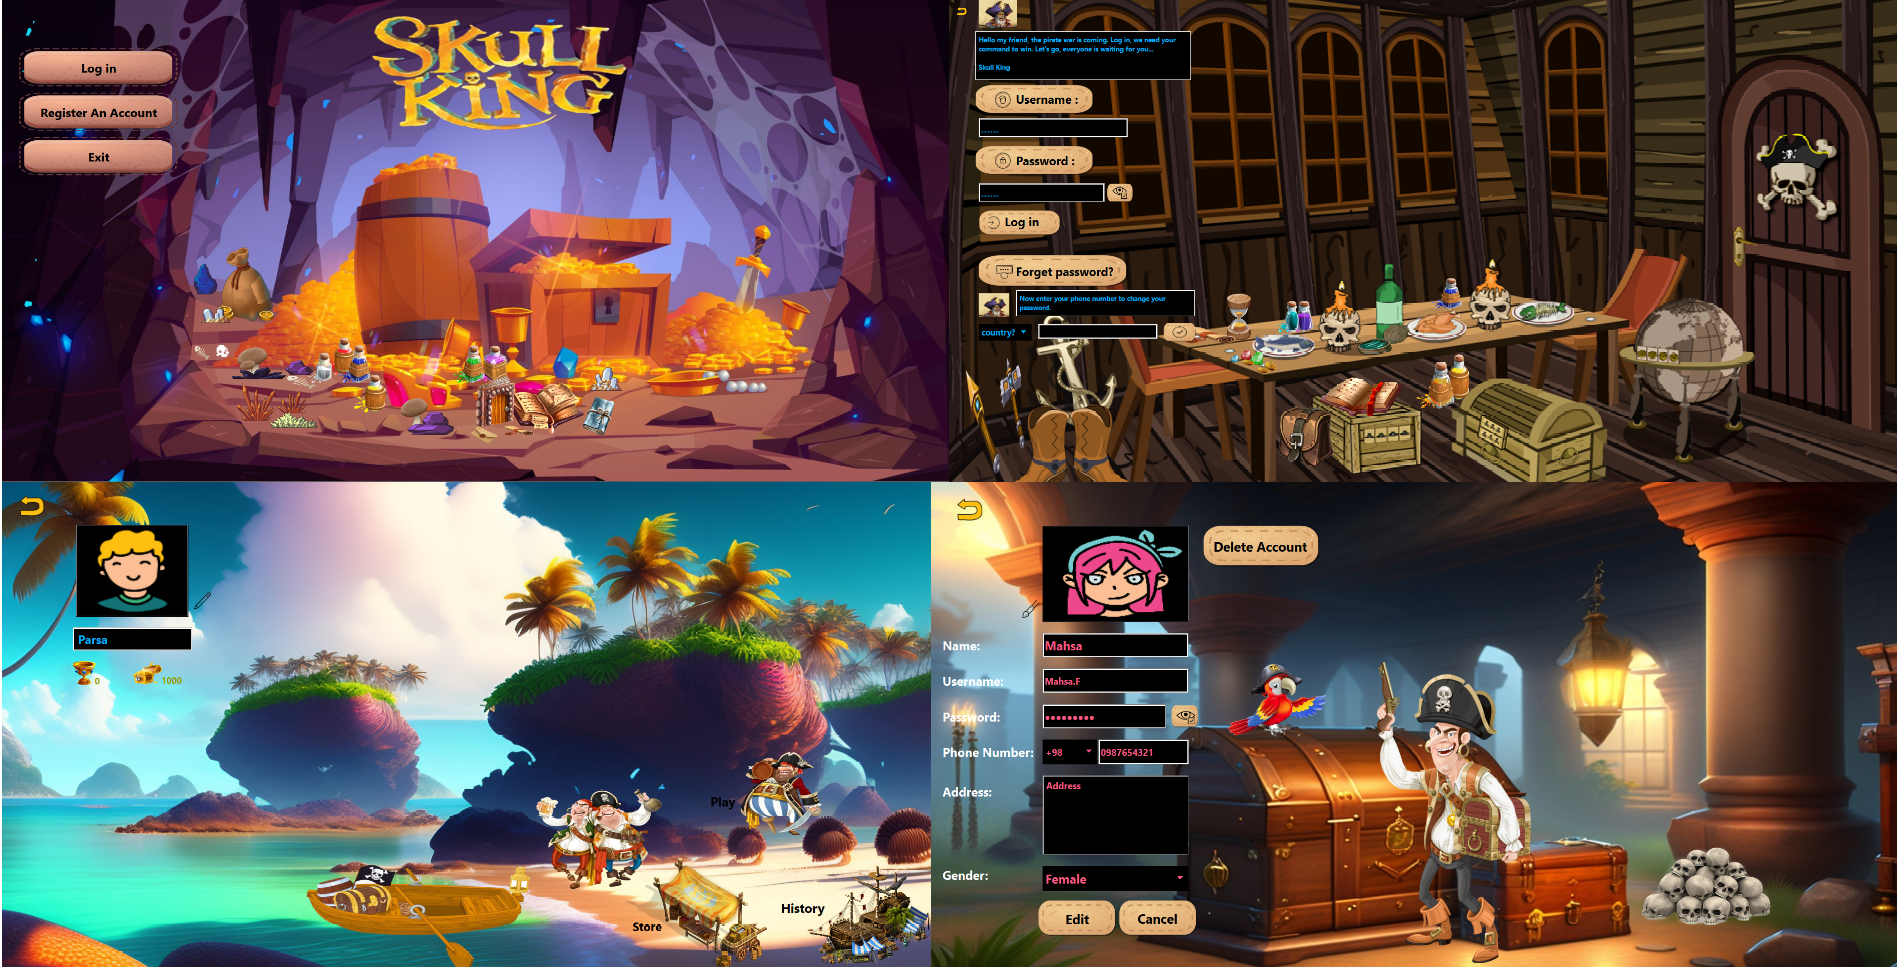 SKULL
KING
Log in
Register An Account
Exit
Hello my friend, the pirate war is coming. Log in, we need your
command to win. Let's go, everyone is waiting for you...
Skull King
Username :
......
Password :
......
Log in
Forget password?
Now enter your phone number to change your
password.
country?
Parsa
0
1000
Play
Store
History
Delete Account
Name:
Mahsa
Username:
Mahsa.F
Password:
●●●●●●●●●
Phone Number:
+98
0987654321
Address:
Address
Gender:
Female
Edit
Cancel